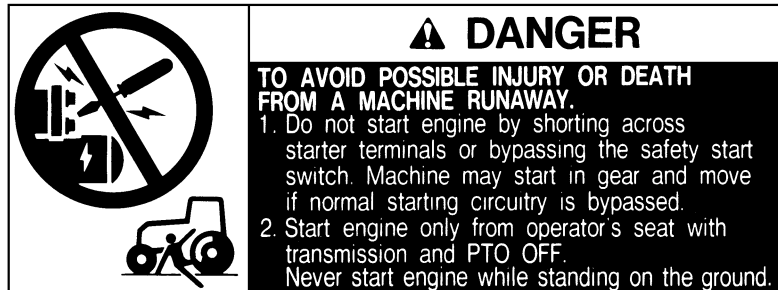 DANGER
TO AVOID POSSIBLE INJURY OR DEATH
FROM A MACHINE RUNAWAY.
1. Do not start engine by shorting across
starter terminals or bypassing the safety start
switch. Machine may start in gear and move
if normal starting circuitry is bypassed.
2. Start engine only from operator's seat with
transmission and PTO OFF.
Never start engine while standing on the ground.